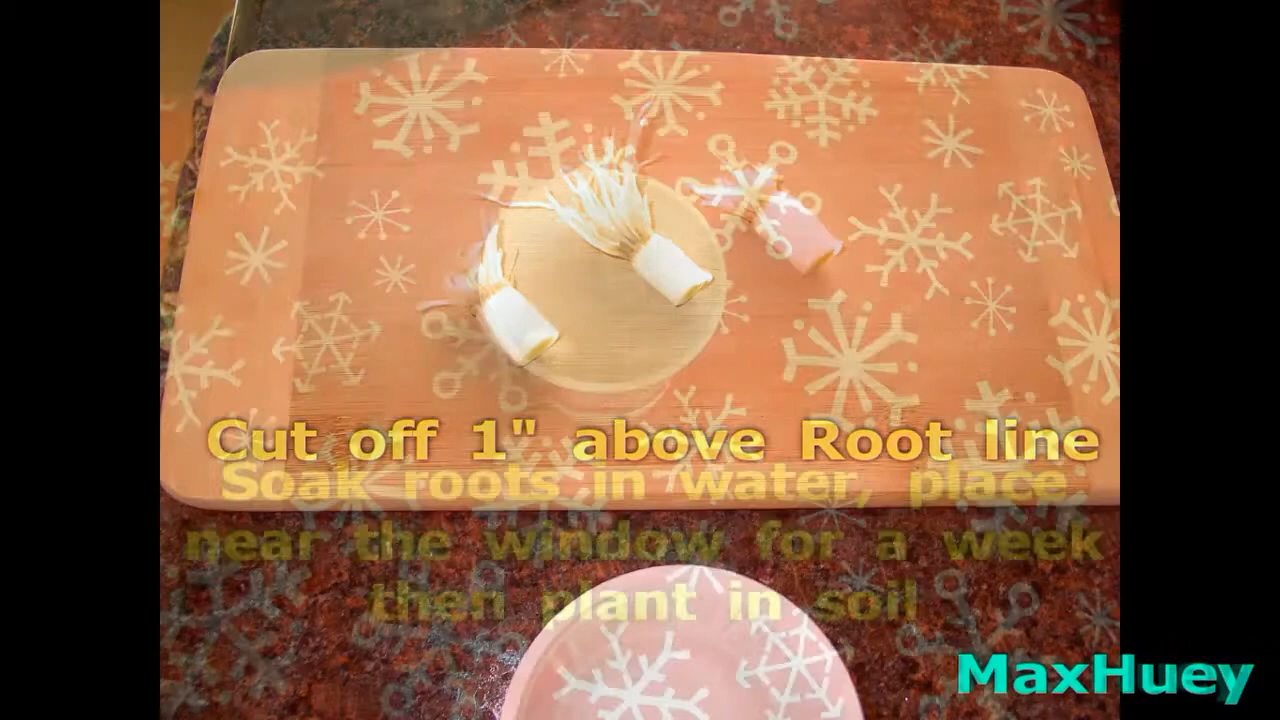 Cut off 1" above Root line
Soak roots in water, place
near the window for a week
then plant in soil
MaxHuey